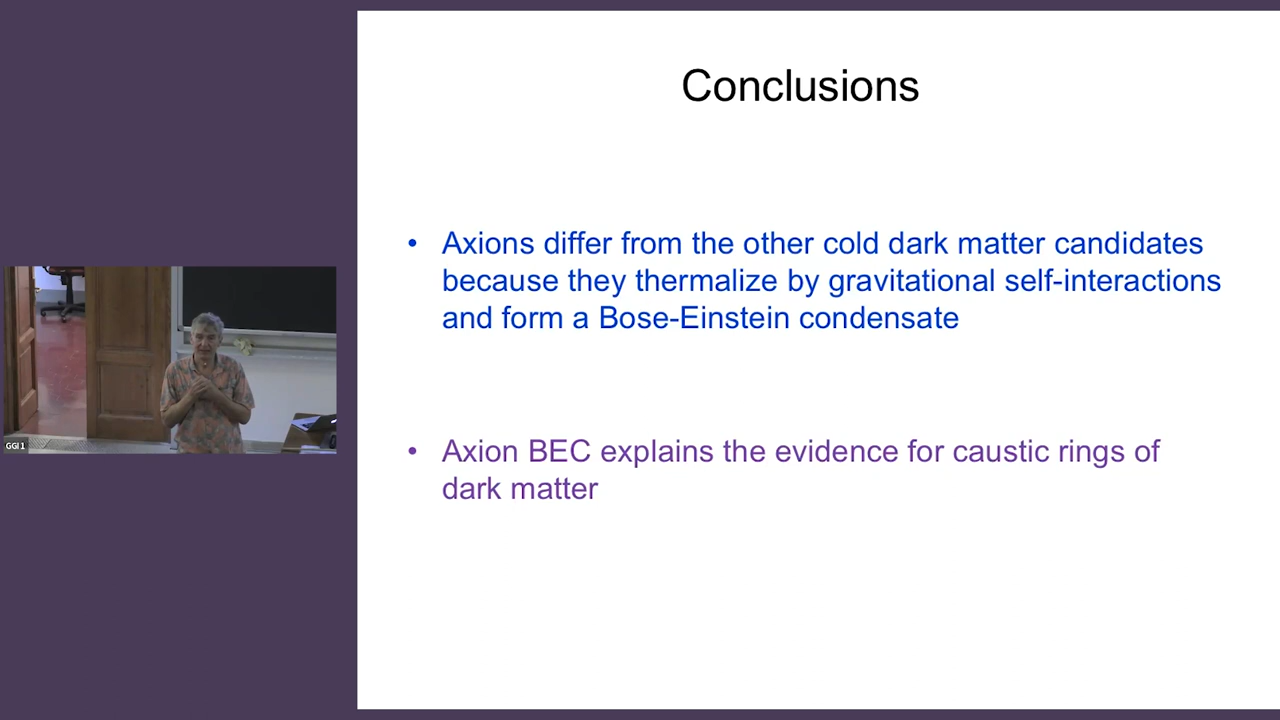 Conclusions
• Axions differ from the other cold dark matter candidates
because they thermalize by gravitational self-interactions
and form a Bose-Einstein condensate
• Axion BEC explains the evidence for caustic rings of
dark matter
GGI 1